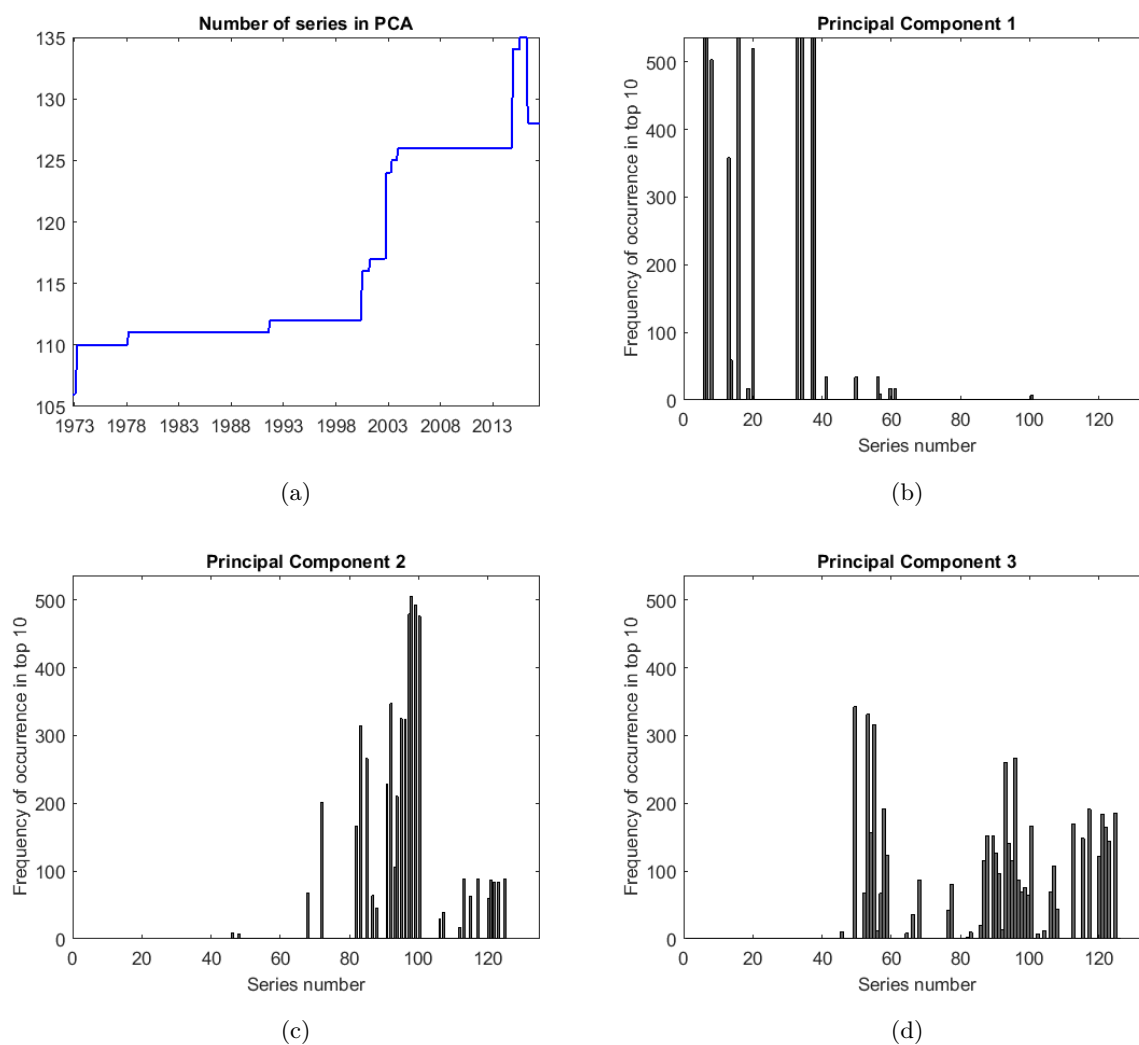 Number of series in PCA
135
130
125
120
115
110
105
1973 1978 1983 1988 1993 1998 2003 2008 2013
(a)
Principal Component 1
Frequency of occurrence in top 10
500
400
300
200
100
0
0 20 40 60 80 100 120
Series number
(b)
Principal Component 2
Frequency of occurrence in top 10
500
400
300
200
100
0
0 20 40 60 80 100 120
Series number
(c)
Principal Component 3
Frequency of occurrence in top 10
500
400
300
200
100
0
0 20 40 60 80 100 120
Series number
(d)